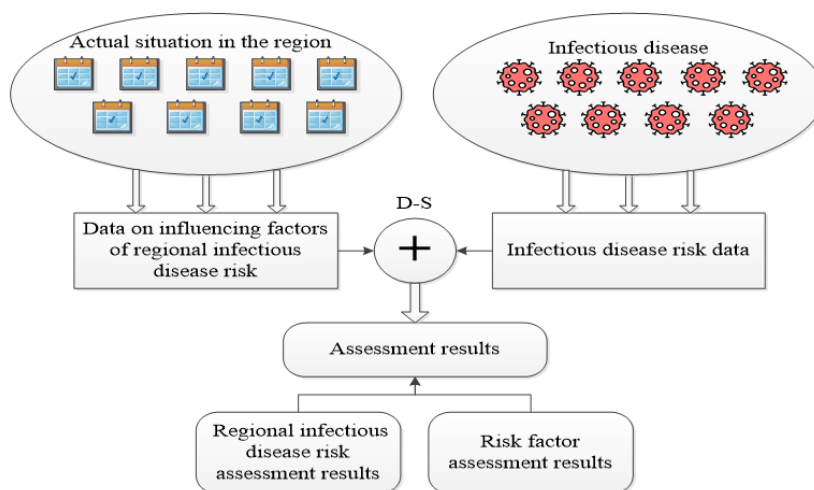 Actual situation in the region
Infectious disease
D-S
Data on influencing factors
of regional infectious
disease risk
+
Infectious disease risk data
Assessment results
Regional infectious
disease risk
assessment results
Risk factor
assessment results